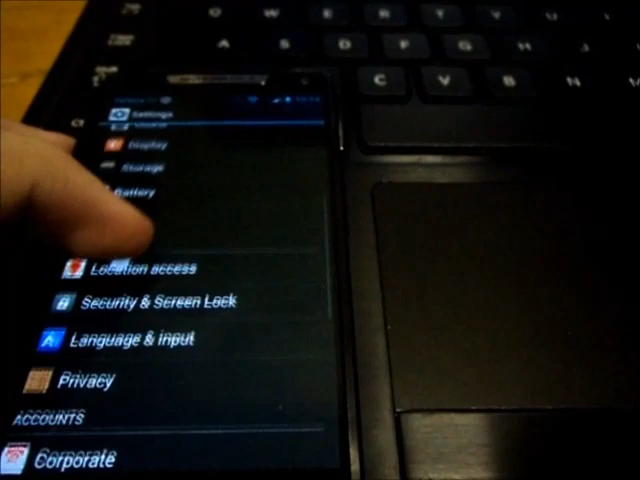 Q W E R T Y U
A S D F G H J
C V B N M
Settings
Display
Storage
Battery
Location access
Security & Screen Lock
Language & input
Privacy
ACCOUNTS
Corporate